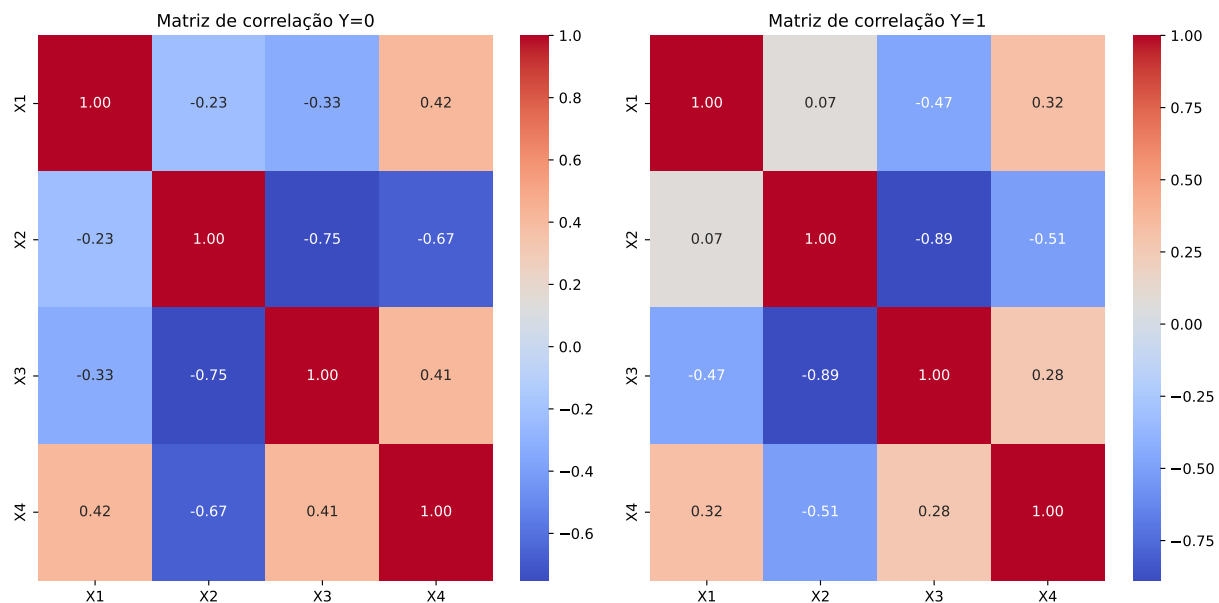 Matriz de correlação Y=0
X1 1.00 -0.23 -0.33 0.42
X2 -0.23 1.00 -0.75 -0.67
X3 -0.33 -0.75 1.00 0.41
X4 0.42 -0.67 0.41 1.00
X1 X2 X3 X4
1.0
0.8
0.6
0.4
0.2
0.0
−0.2
−0.4
−0.6
Matriz de correlação Y=1
X1 1.00 0.07 -0.47 0.32
X2 0.07 1.00 -0.89 -0.51
X3 -0.47 -0.89 1.00 0.28
X4 0.32 -0.51 0.28 1.00
X1 X2 X3 X4
1.00
0.75
0.50
0.25
0.00
−0.25
−0.50
−0.75